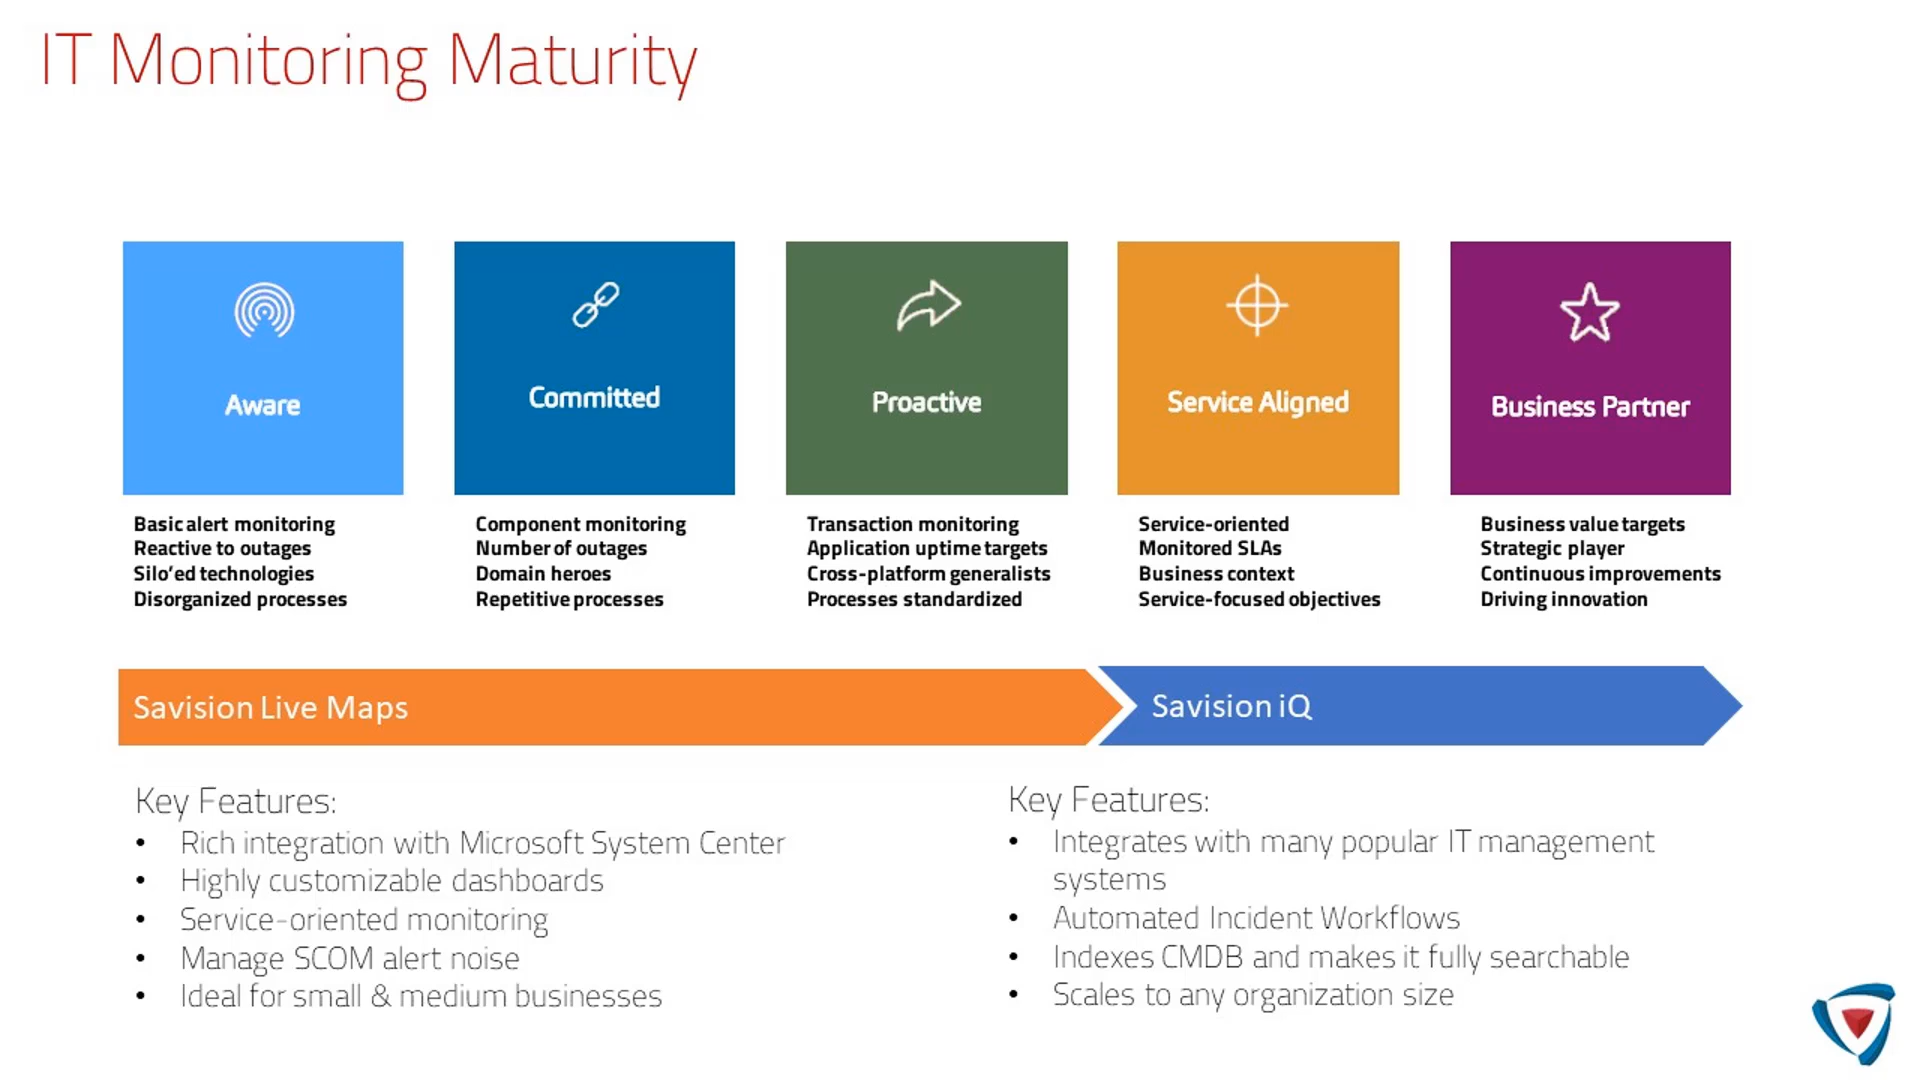 IT Monitoring Maturity
Aware
Committed
Proactive
Service Aligned
Business Partner
Basic alert monitoring
Reactive to outages
Silo'ed technologies
Disorganized processes
Component monitoring
Number of outages
Domain heroes
Repetitive processes
Transaction monitoring
Application uptime targets
Cross-platform generalists
Processes standardized
Service-oriented
Monitored SLAs
Business context
Service-focused objectives
Business value targets
Strategic player
Continuous improvements
Driving innovation
Savision Live Maps
Savision iQ
Key Features:
• Rich integration with Microsoft System Center
• Highly customizable dashboards
• Service-oriented monitoring
• Manage SCOM alert noise
• Ideal for small & medium businesses
Key Features:
• Integrates with many popular IT management
systems
• Automated Incident Workflows
• Indexes CMDB and makes it fully searchable
• Scales to any organization size